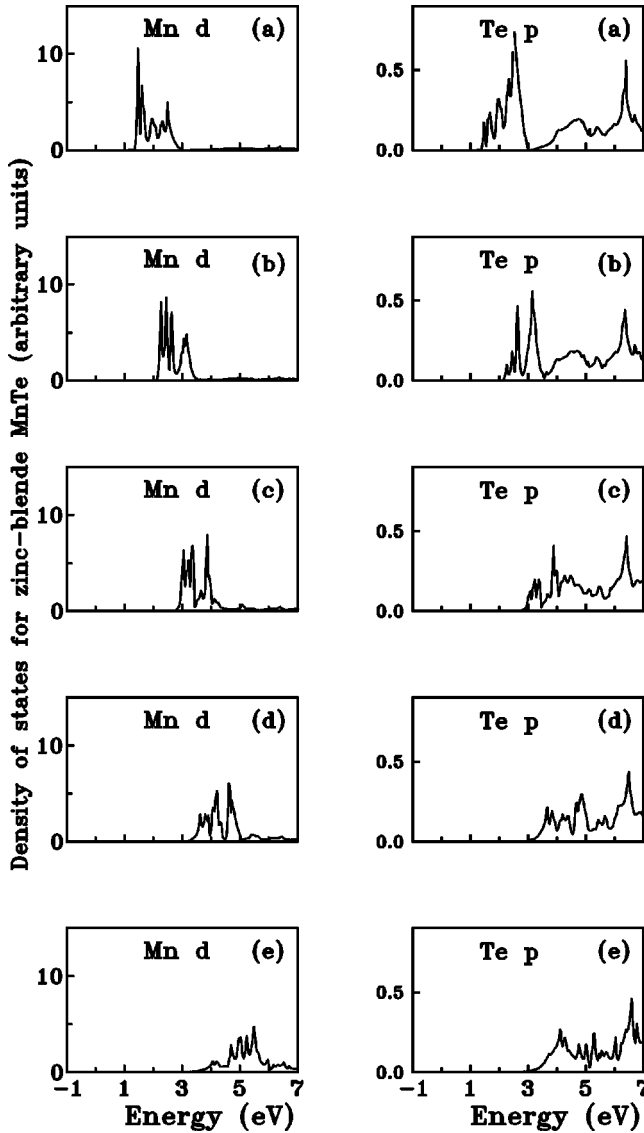 Density of states for zinc-blende MnTe (arbitrary units)
Mn d (a)
10
0
Te p (a)
0.5
0.0
Mn d (b)
10
0
Te p (b)
0.5
0.0
Mn d (c)
10
0
Te p (c)
0.5
0.0
Mn d (d)
10
0
Te p (d)
0.5
0.0
Mn d (e)
10
0
-1 1 3 5 7
Energy (eV)
Te p (e)
0.5
0.0
-1 1 3 5 7
Energy (eV)